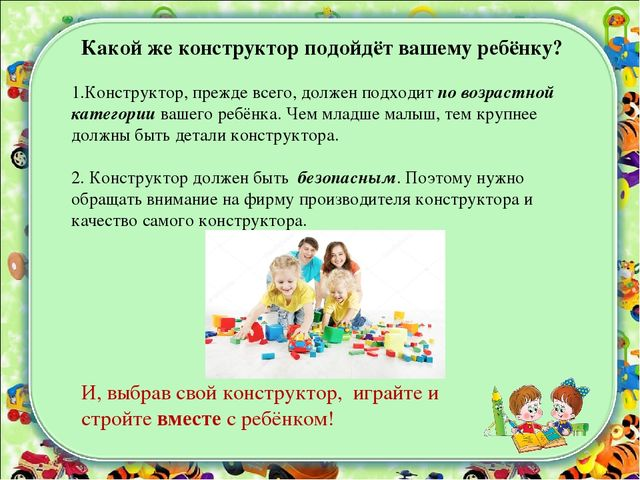 Какой же конструктор подойдёт вашему ребёнку?
1.Конструктор, прежде всего, должен подходит по возрастной
категории вашего ребёнка. Чем младше малыш, тем крупнее
должны быть детали конструктора.
2. Конструктор должен быть безопасным. Поэтому нужно
обращать внимание на фирму производителя конструктора и
качество самого конструктора.
И, выбрав свой конструктор, играйте и
стройте вместе с ребёнком!